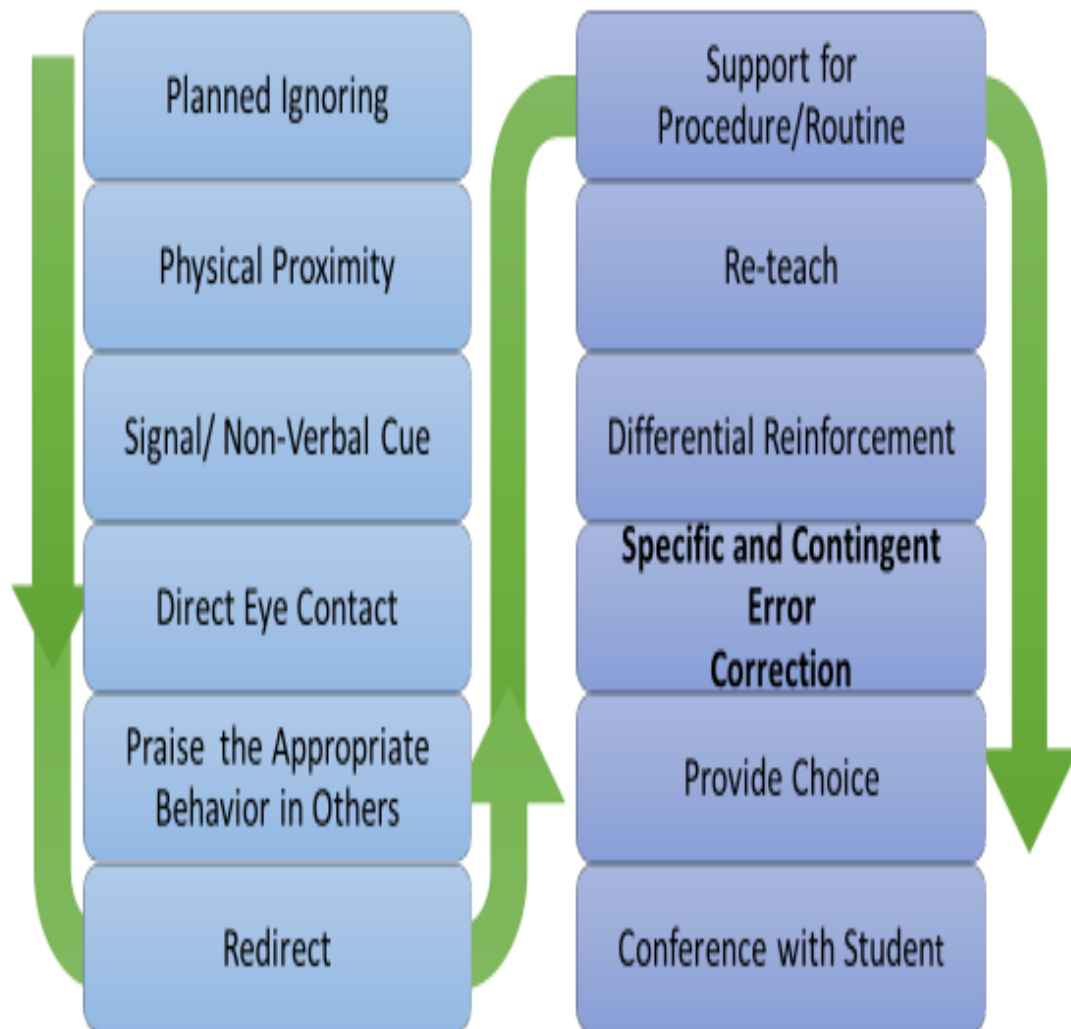 Planned Ignoring
Physical Proximity
Signal/ Non-Verbal Cue
Direct Eye Contact
Praise the Appropriate
Behavior in Others
Redirect
Support for
Procedure/Routine
Re-teach
Differential Reinforcement
Specific and Contingent
Error
Correction
Provide Choice
Conference with Student